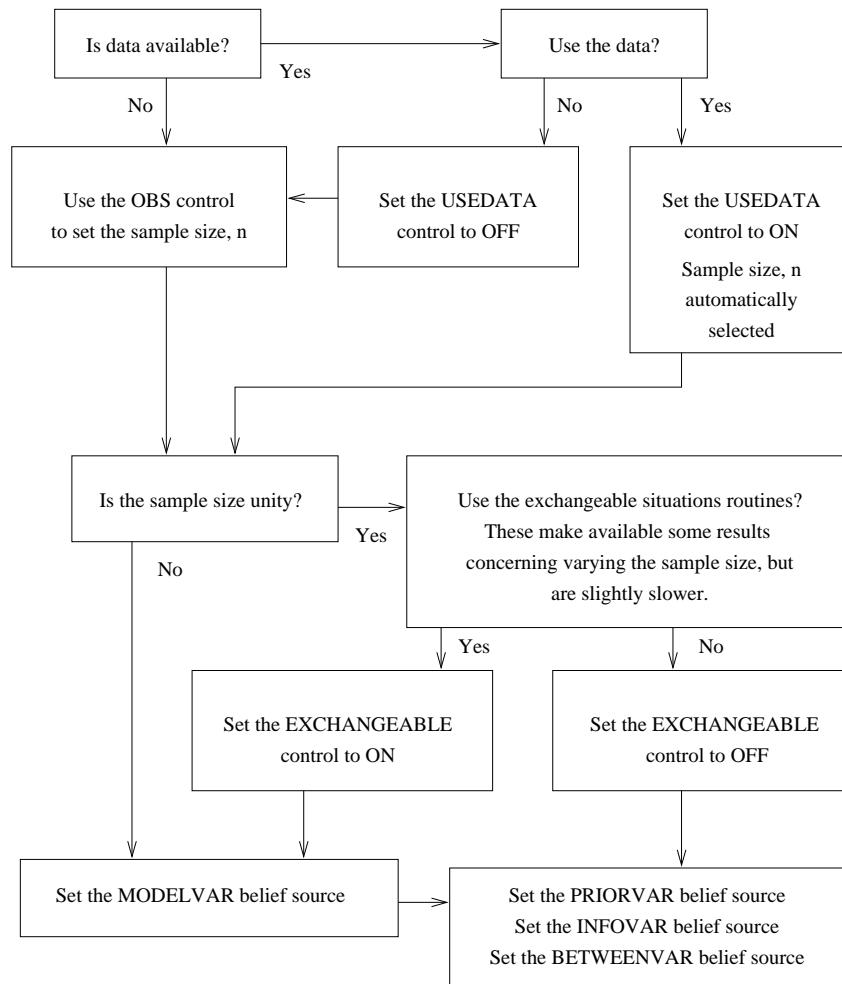 Is data available?
Yes
Use the data?
No
No
Yes
Use the OBS control
to set the sample size, n
Set the USEDATA
control to OFF
Set the USEDATA
control to ON
Sample size, n
automatically
selected
Is the sample size unity?
Yes
No
Use the exchangeable situations routines?
These make available some results
concerning varying the sample size, but
are slightly slower.
Yes
No
Set the EXCHANGEABLE
control to ON
Set the EXCHANGEABLE
control to OFF
Set the MODELVAR belief source
Set the PRIORVAR belief source
Set the INFOVAR belief source
Set the BETWEENVAR belief source